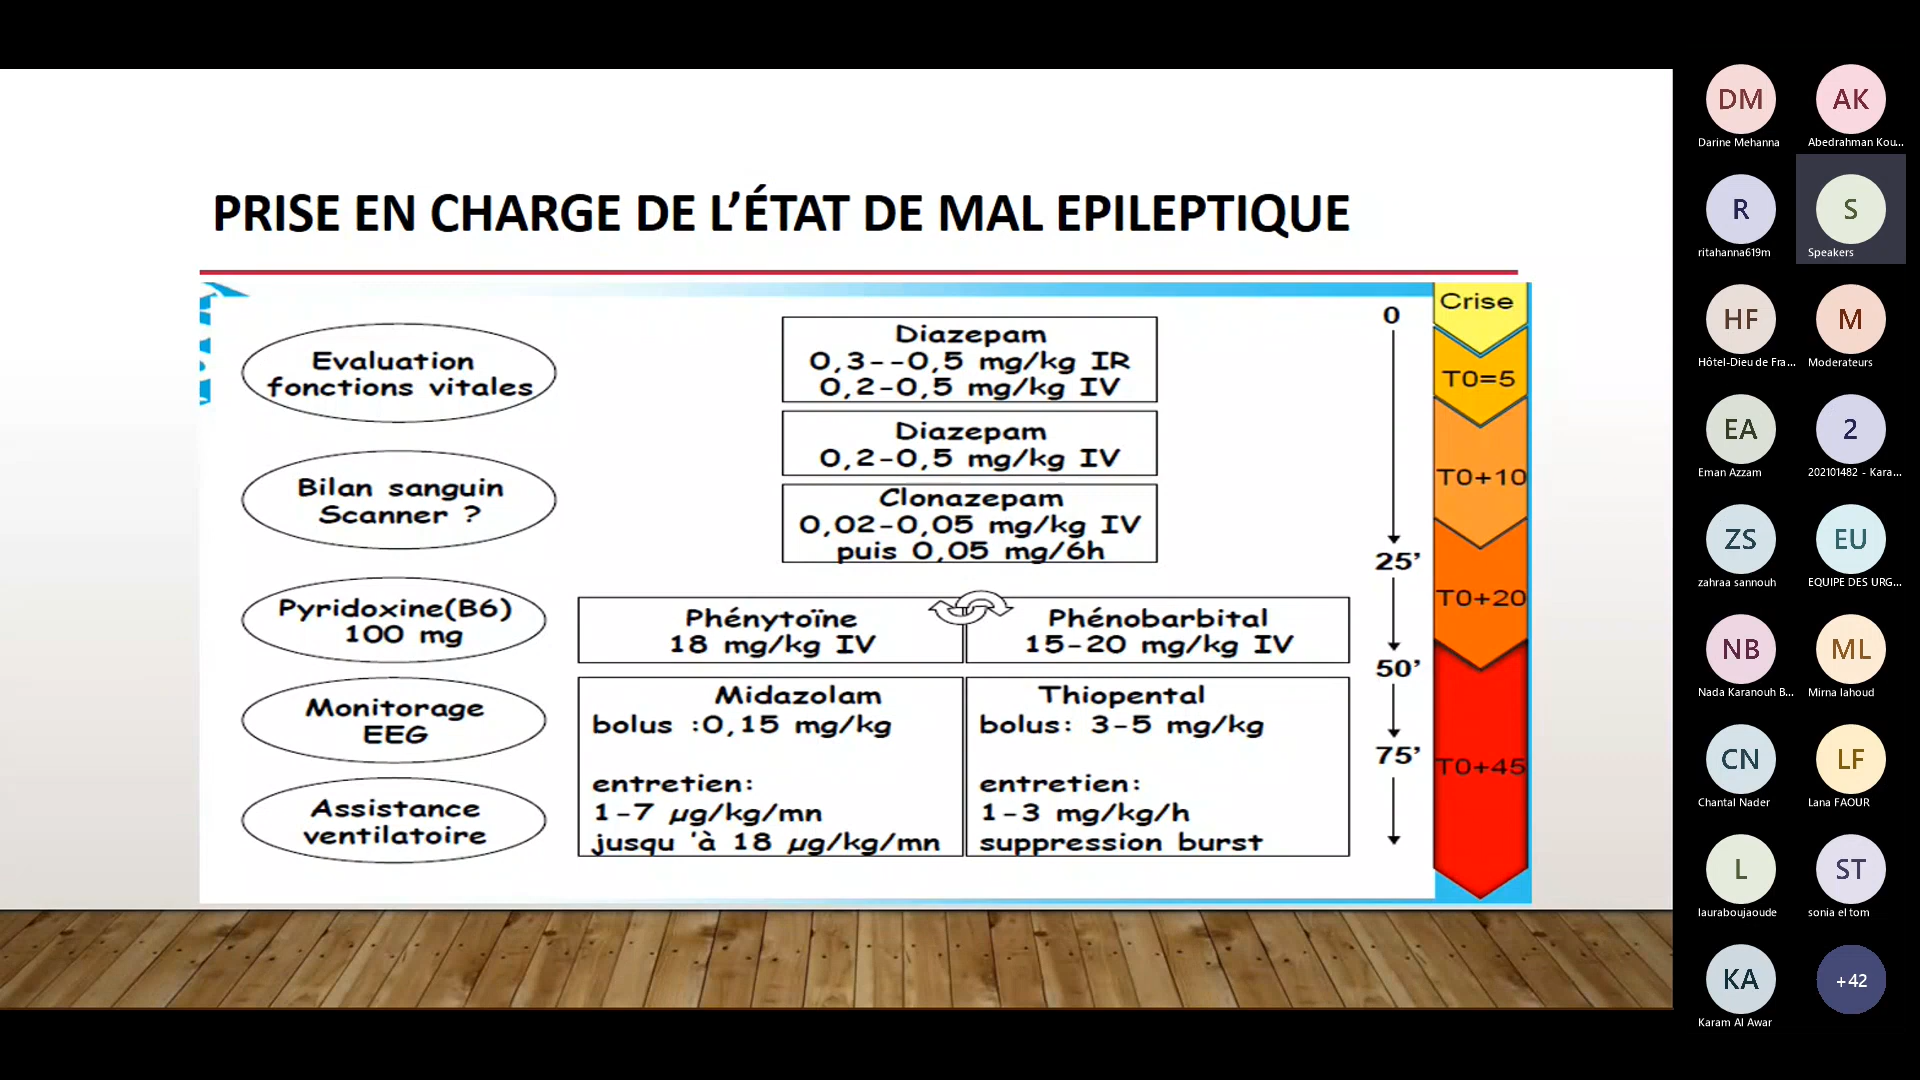 PRISE EN CHARGE DE L’ÉTAT DE MAL EPILEPTIQUE
Evaluation
fonctions vitales
Bilan sanguin
Scanner ?
Pyridoxine(B6)
100 mg
Monitorage
EEG
Assistance
ventilatoire
Diazepam
0,3--0,5 mg/kg IR
0,2-0,5 mg/kg IV
Diazepam
0,2-0,5 mg/kg IV
Clonazepam
0,02-0,05 mg/kg IV
puis 0,05 mg/6h
Phénytoïne
18 mg/kg IV
Phénobarbital
15-20 mg/kg IV
Midazolam
bolus :0,15 mg/kg
entretien:
1-7 µg/kg/mn
jusqu 'à 18 µg/kg/mn
Thiopental
bolus: 3-5 mg/kg
entretien:
1-3 mg/kg/h
suppression burst
0
25’
50’
75’
Crise
T0=5
T0+10
T0+20
T0+45
DM
Darine Mehanna
AK
Abedrahman Kou...
R
ritahanna619m
S
Speakers
HF
Hôtel-Dieu de Fra...
M
Moderateurs
EA
Eman Azzam
2
202101482 - Kara...
ZS
zahraa sannouh
EU
EQUIPE DES URG...
NB
Nada Karanouh B...
ML
Mirna lahoud
CN
Chantal Nader
LF
Lana FAOUR
L
lauraboujaoude
ST
sonia el tom
KA
Karam Al Awar
+42